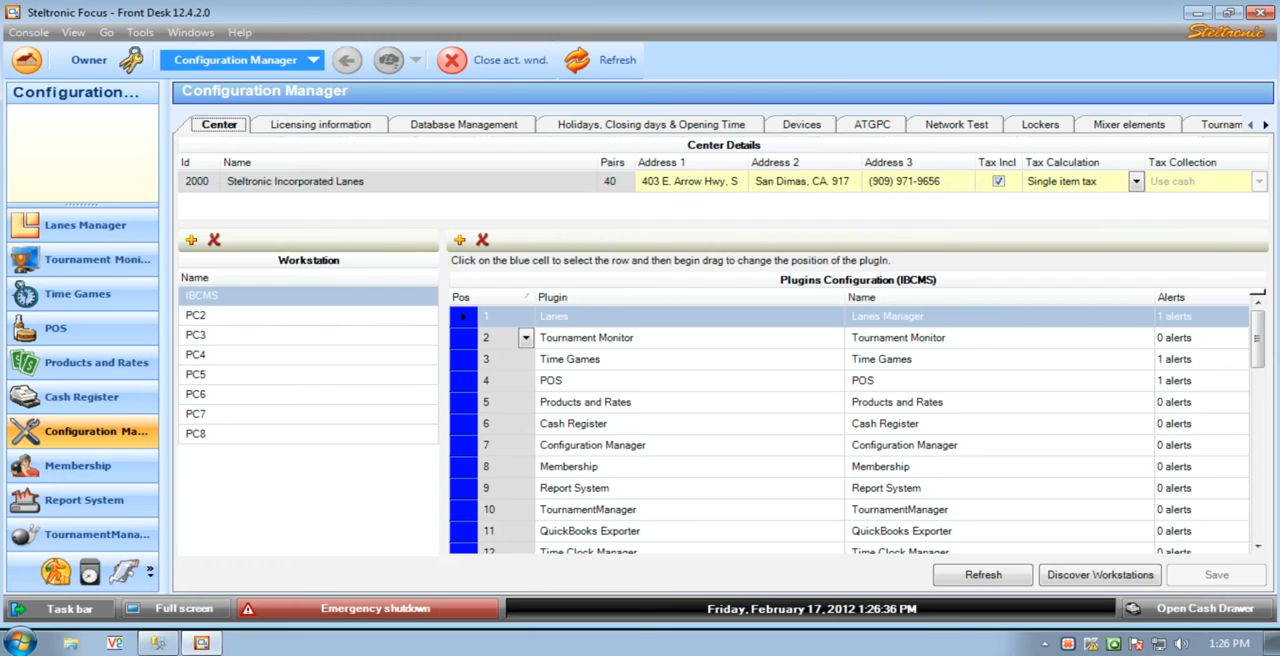 Steltronic Focus - Front Desk 12.4.2.0
Console View Go Tools Windows Help
Steltronic
Owner Configuration Manager Close act. wnd. Refresh
Configuration... Configuration Manager
Center Licensing information Database Management Holidays, Closing days & Opening Time Devices ATGPC Network Test Lockers Mixer elements Tournam
Center Details
Id Name Pairs Address 1 Address 2 Address 3 Tax Incl Tax Calculation Tax Collection
2000 Steltronic Incorporated Lanes 40 403 E. Arrow Hwy, S San Dimas, CA. 917 (909) 971-9656 Single item tax Use cash
Lanes Manager
Tournament Moni...
Time Games
POS
Products and Rates
Cash Register
Configuration Ma...
Membership
Report System
TournamentMana...
Workstation
Name
IBCMS
PC2
PC3
PC4
PC5
PC6
PC7
PC8
Click on the blue cell to select the row and then begin drag to change the position of the plugIn.
Plugins Configuration (IBCMS)
Pos Plugin Name Alerts
1 Lanes Lanes Manager 1 alerts
2 Tournament Monitor Tournament Monitor 0 alerts
3 Time Games Time Games 1 alerts
4 POS POS 1 alerts
5 Products and Rates Products and Rates 0 alerts
6 Cash Register Cash Register 0 alerts
7 Configuration Manager Configuration Manager 0 alerts
8 Membership Membership 0 alerts
9 Report System Report System 0 alerts
10 TournamentManager TournamentManager 0 alerts
11 QuickBooks Exporter QuickBooks Exporter 0 alerts
12 Time Clock Manager Time Clock Manager 0 alerts
Refresh Discover Workstations Save
Task bar Full screen Emergency shutdown Friday, February 17, 2012 1:26:36 PM Open Cash Drawer
1:26 PM